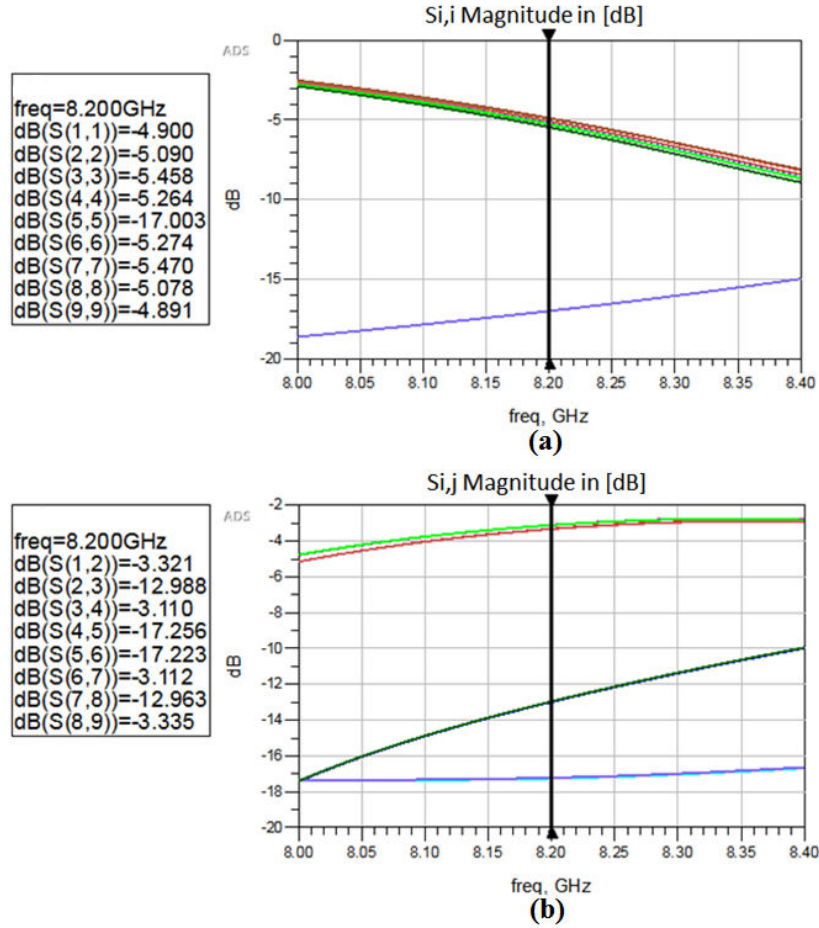 Si,i Magnitude in [dB]
ADS
freq=8.200GHz
dB(S(1,1))=-4.900
dB(S(2,2))=-5.090
dB(S(3,3))=-5.458
dB(S(4,4))=-5.264
dB(S(5,5))=-17.003
dB(S(6,6))=-5.274
dB(S(7,7))=-5.470
dB(S(8,8))=-5.078
dB(S(9,9))=-4.891
dB
0
-5
-10
-15
-20
8.00 8.05 8.10 8.15 8.20 8.25 8.30 8.35 8.40
freq, GHz
(a)
Si,j Magnitude in [dB]
ADS
freq=8.200GHz
dB(S(1,2))=-3.321
dB(S(2,3))=-12.988
dB(S(3,4))=-3.110
dB(S(4,5))=-17.256
dB(S(5,6))=-17.223
dB(S(6,7))=-3.112
dB(S(7,8))=-12.963
dB(S(8,9))=-3.335
dB
-2
-4
-6
-8
-10
-12
-14
-16
-18
-20
8.00 8.05 8.10 8.15 8.20 8.25 8.30 8.35 8.40
freq, GHz
(b)